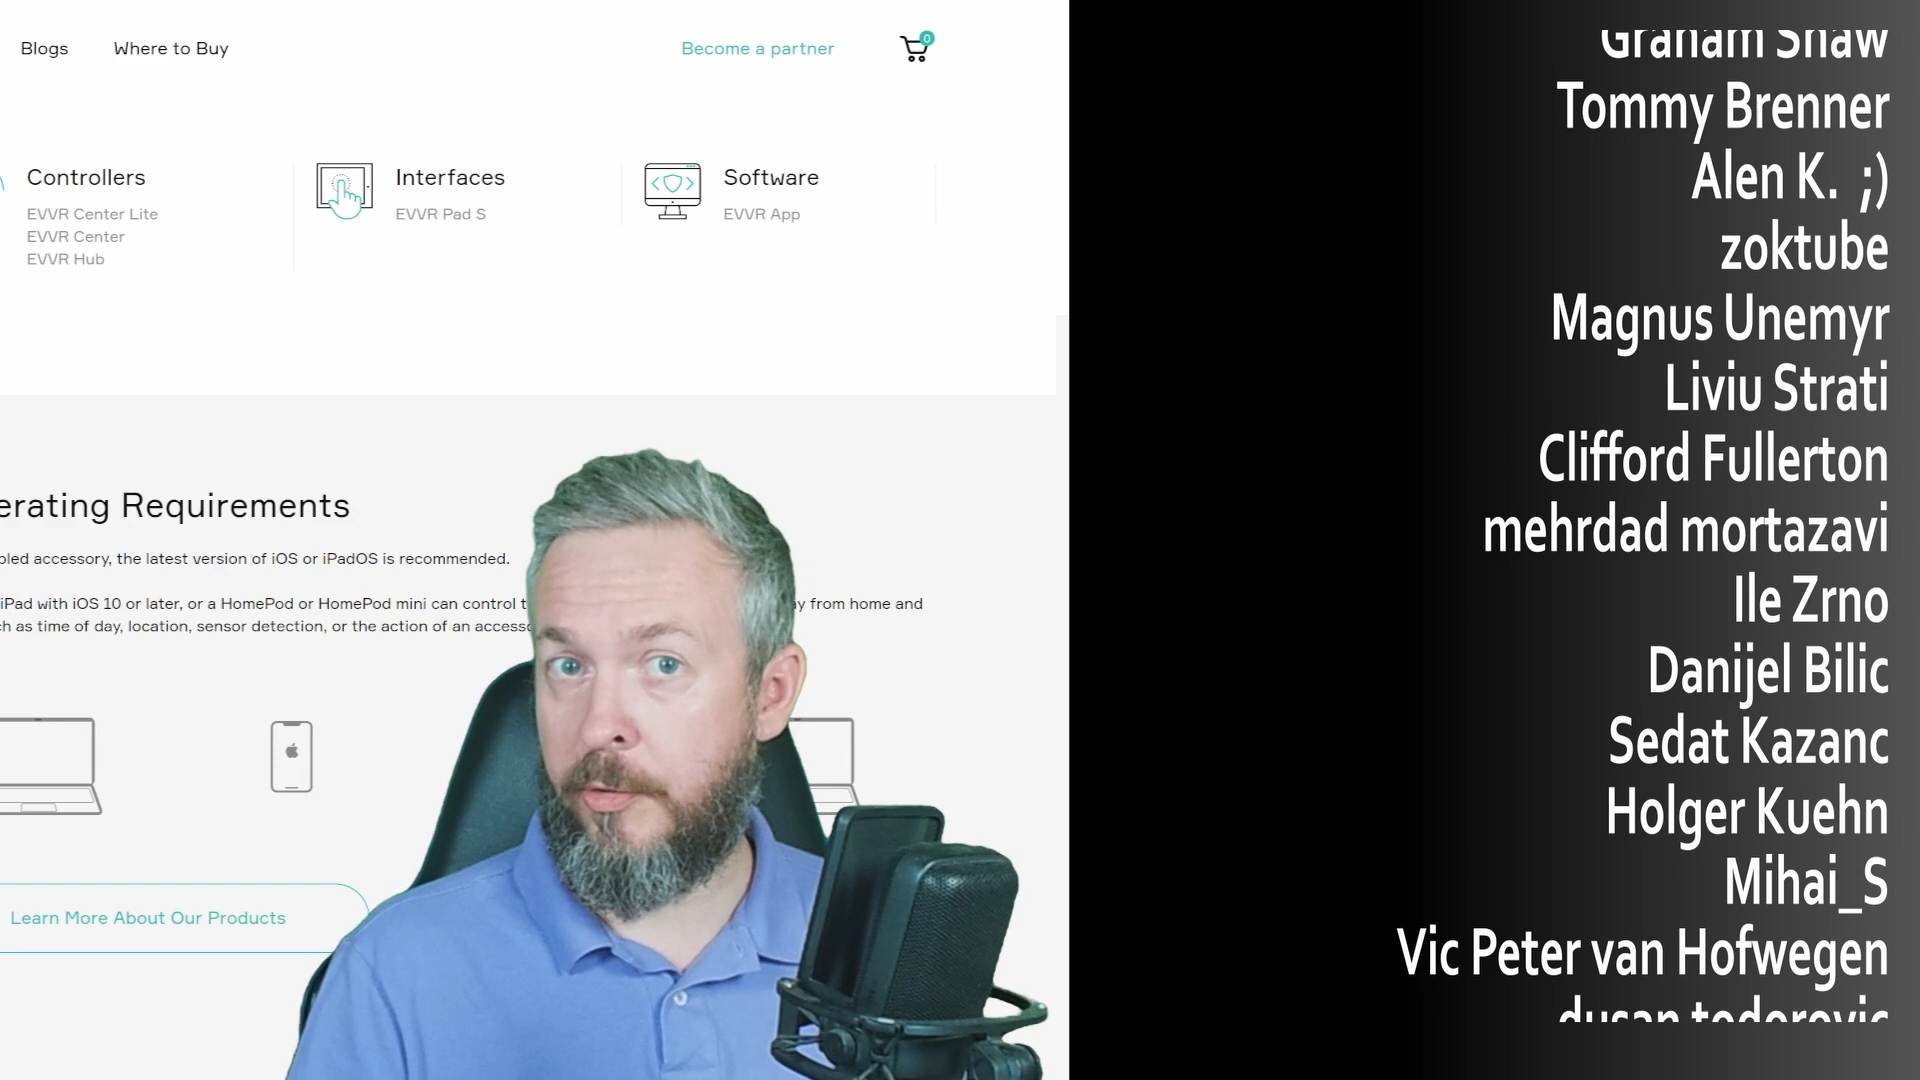 Blogs
Where to Buy
Become a partner
0
Controllers
EVVR Center Lite
EVVR Center
EVVR Hub
Interfaces
EVVR Pad S
Software
EVVR App
erating Requirements
accessory, the latest version of iOS or iPadOS is recommended.
iPad with iOS 10 or later, or a HomePod or HomePod mini can control
from home and
as time of day, location, sensor detection, or the action of an
Learn More About Our Products
Graham Shaw
Tommy Brenner
Alen K. ;)
zoktube
Magnus Unemyr
Liviu Strati
Clifford Fullerton
mehrdad mortazavi
Ile Zrno
Danijel Bilic
Sedat Kazanc
Holger Kuehn
Mihai_S
Vic Peter van Hofwegen
dusan todorovic